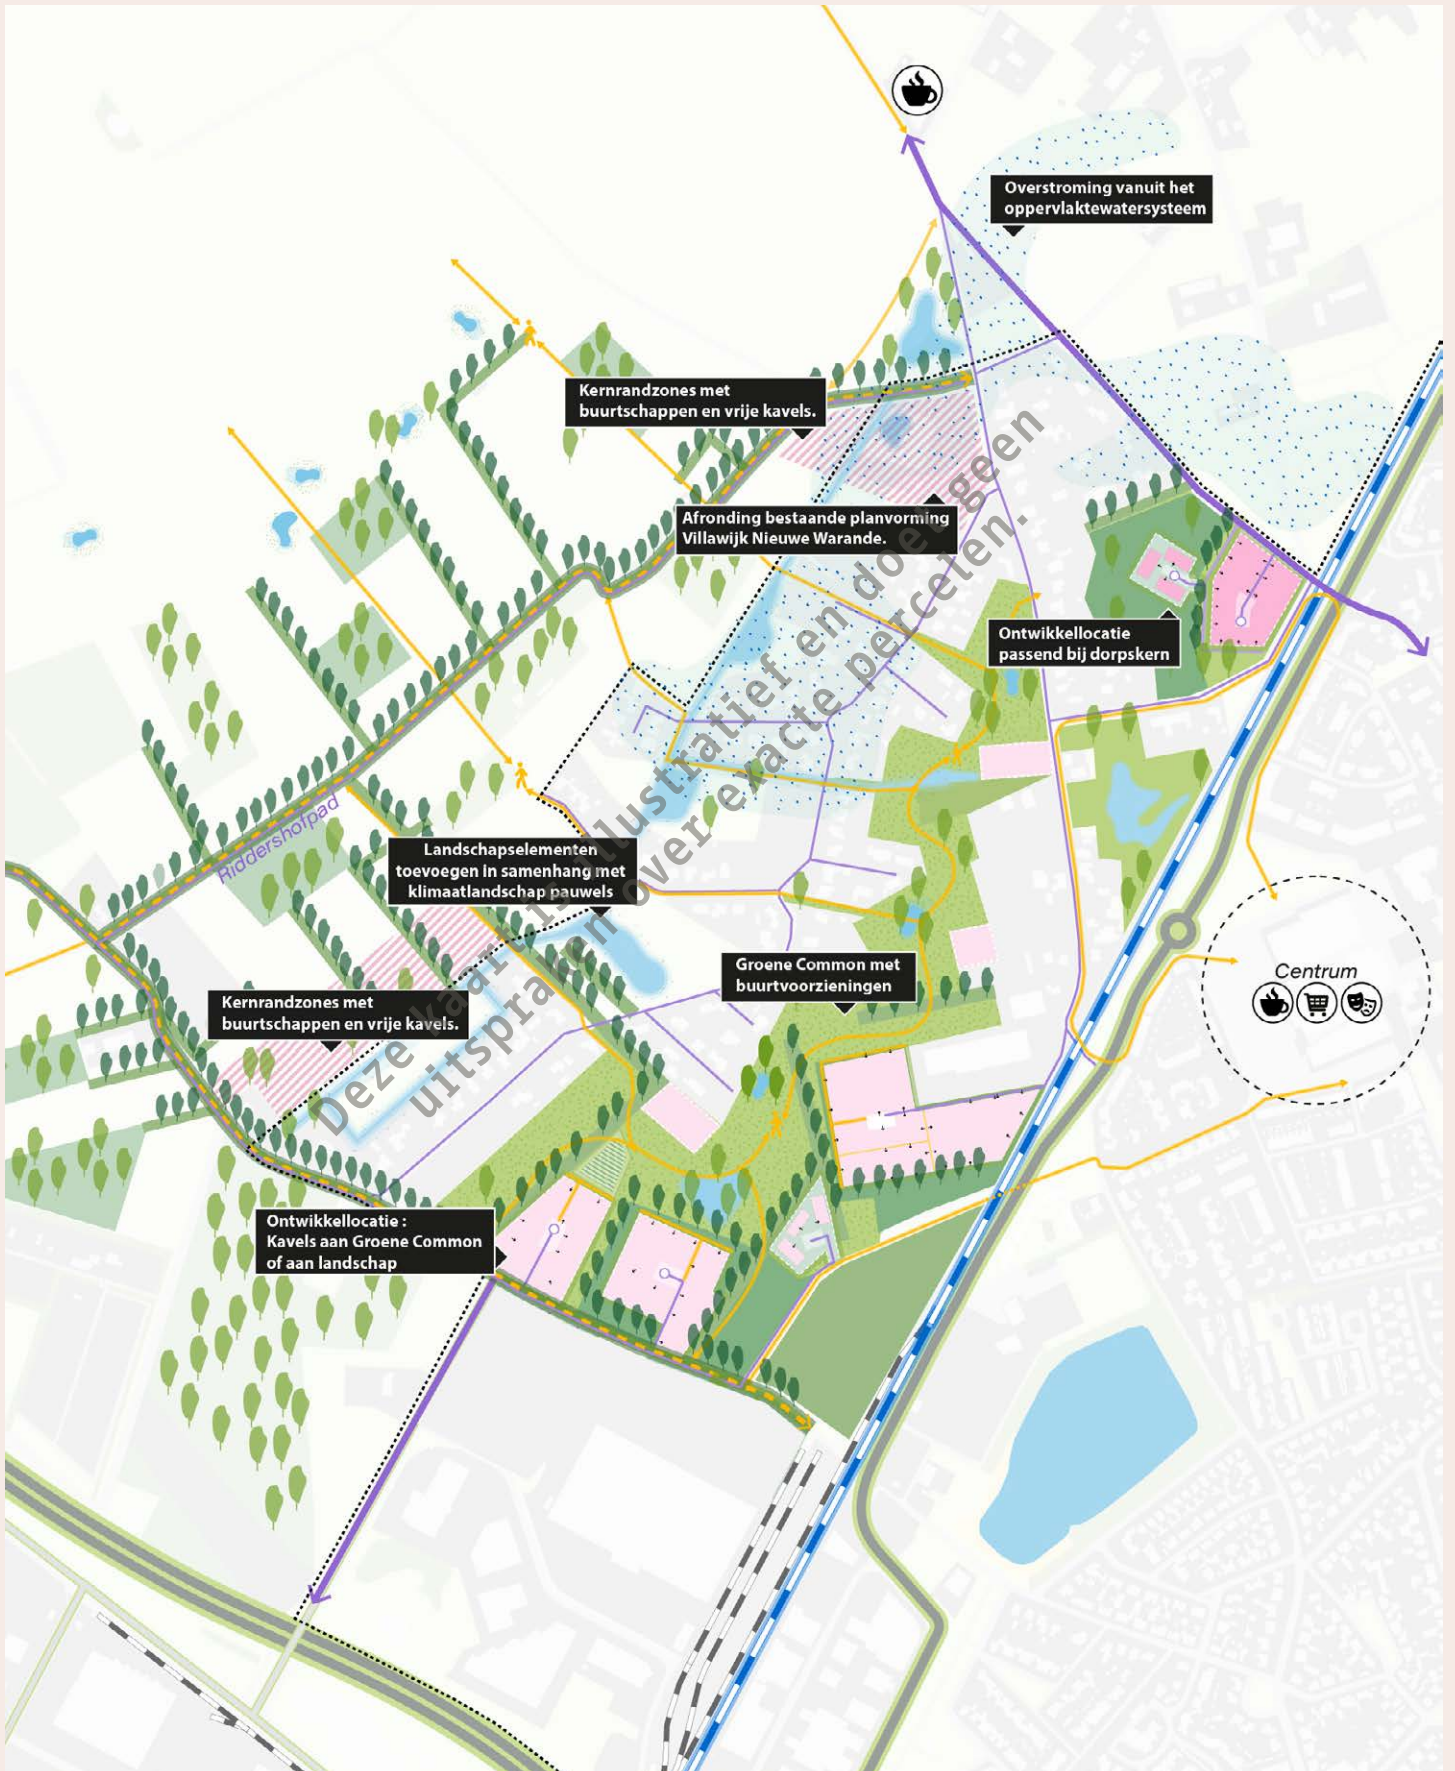 Overstroming vanuit het
oppervlaktewatersysteem
Kernrandzones met
buurtschappen en vrije kavels.
Afronding bestaande planvorming
Villawijk Nieuwe Warande.
Ontwikkellocatie
passend bij dorpskern
Riddershofpad
Landschapselementen
toevoegen in samenhang met
klimaatlandschap pauwels
Groene Common met
buurtvoorzieningen
Centrum
Kernrandzones met
buurtschappen en vrije kavels.
Ontwikkellocatie :
Kavels aan Groene Common
of aan landschap
Deze kaart is illustratief en doet geen
uitspraken over exacte percelen.